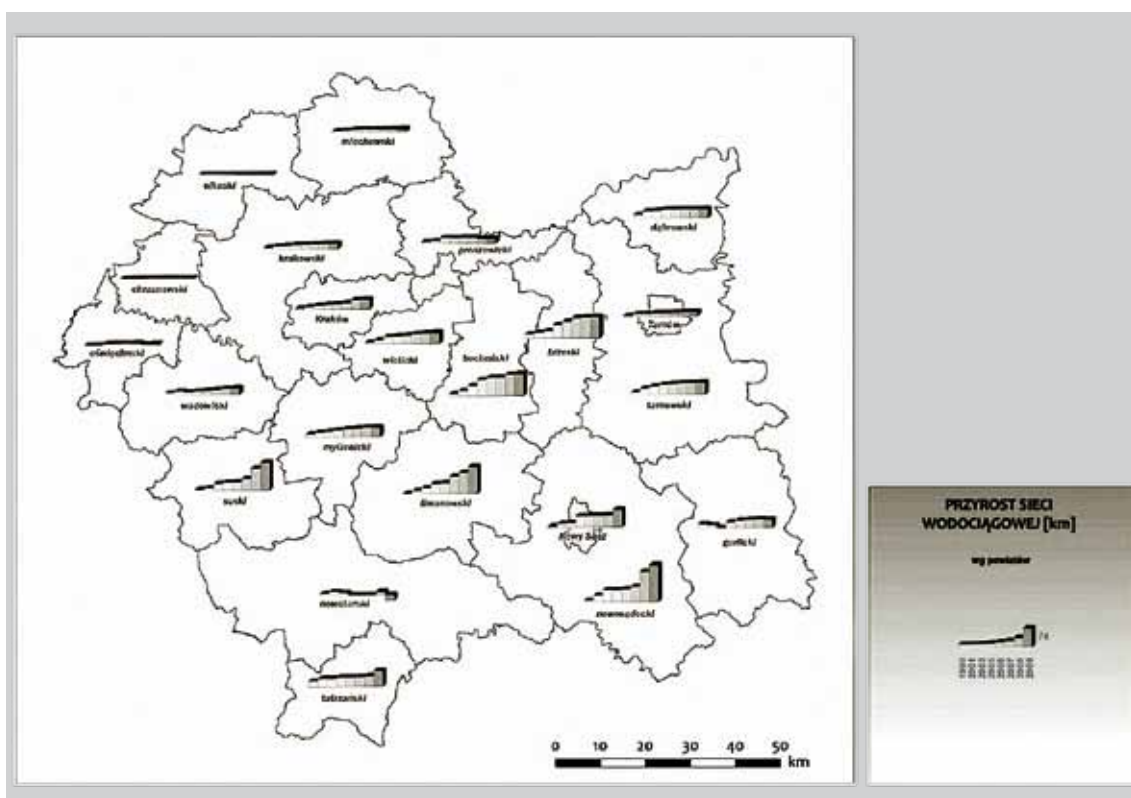 miechowski
olkuski
dąbrowski
proszowicki
krakowski
chrzanowski
Kraków
Tarnów
oświęcimski
wielicki
bocheński
brzeski
wadowicki
tarnowski
myślenicki
suski
limanowski
Nowy Sącz
gorlicki
nowotarski
nowosądecki
tatrzański
0 10 20 30 40 50
km
PRZYROST SIECI
WODOCIĄGOWEJ [km]
wg powiatów